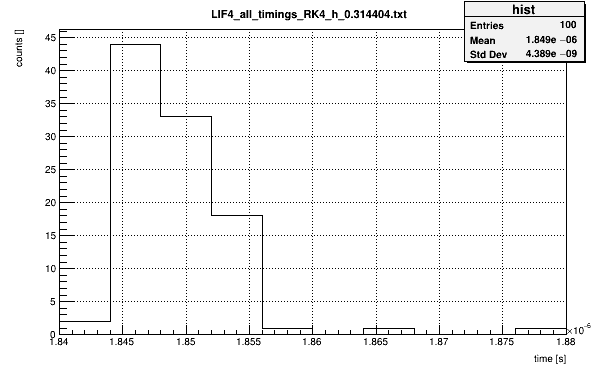 LIF4_all_timings_RK4_h_0.314404.txt
hist
Entries 100
Mean 1.849e −06
Std Dev 4.389e −09
counts []
45
40
35
30
25
20
15
10
5
0
1.84 1.845 1.85 1.855 1.86 1.865 1.87 1.875 1.88
×10⁻⁶
time [s]